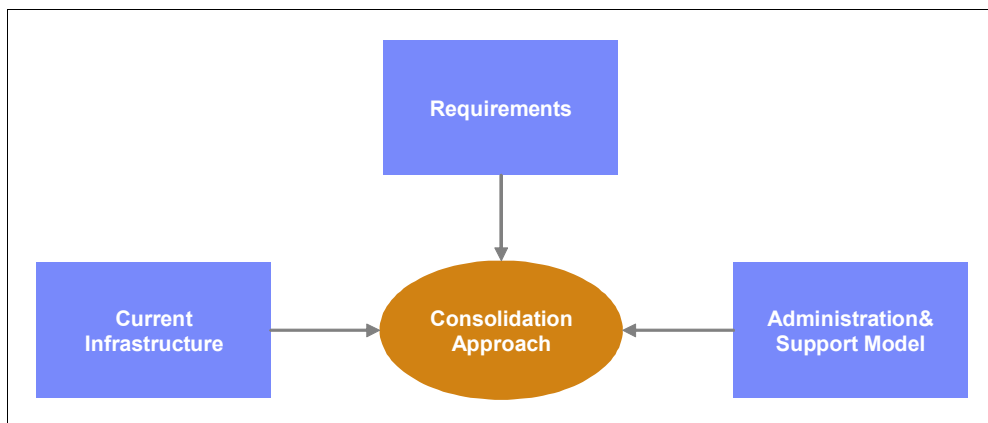 Requirements
Current
Infrastructure
Consolidation
Approach
Administration&
Support Model